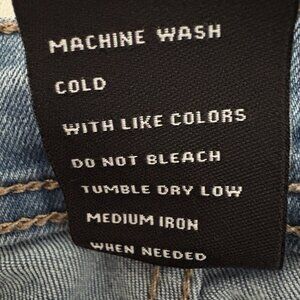 MACHINE WASH
COLD
WITH LIKE COLORS
DO NOT BLEACH
TUMBLE DRY LOW
MEDIUM IRON
WHEN NEEDED